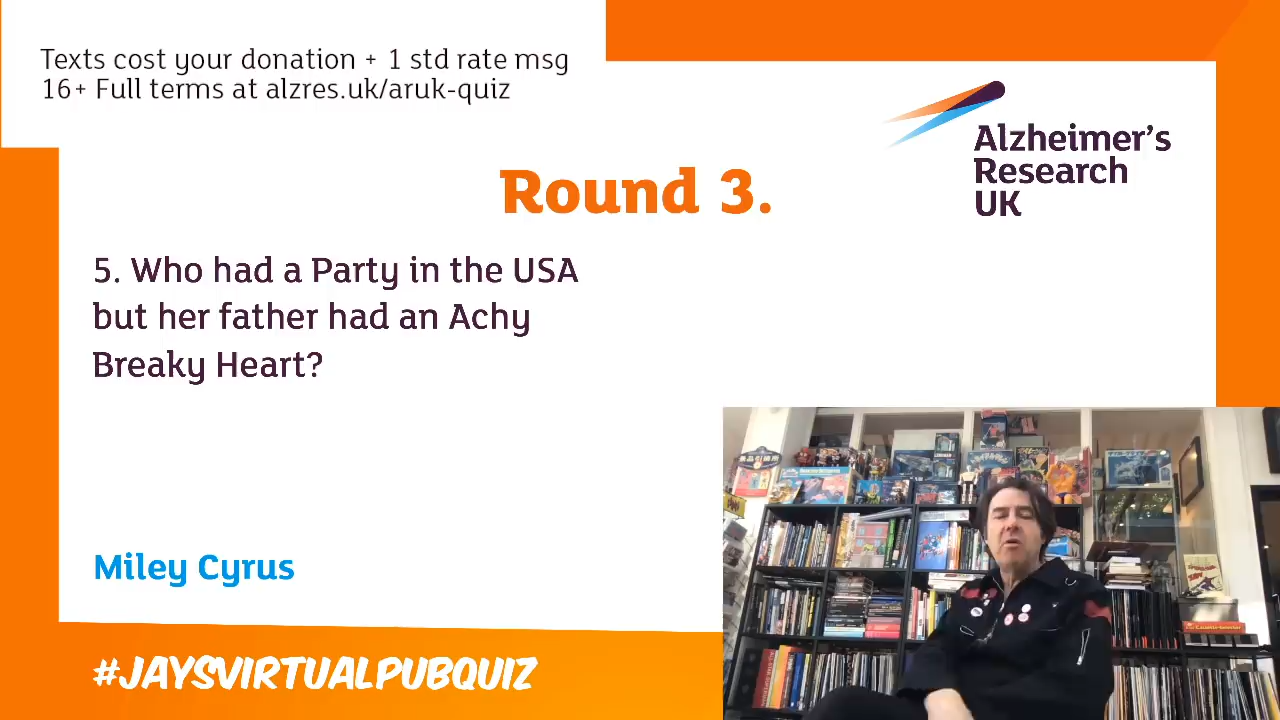 Texts cost your donation + 1 std rate msg
16+ Full terms at alzres.uk/aruk-quiz
Alzheimer's
Research
UK
Round 3.
5. Who had a Party in the USA
but her father had an Achy
Breaky Heart?
Miley Cyrus
#JAYSVIRTUALPUBQUIZ